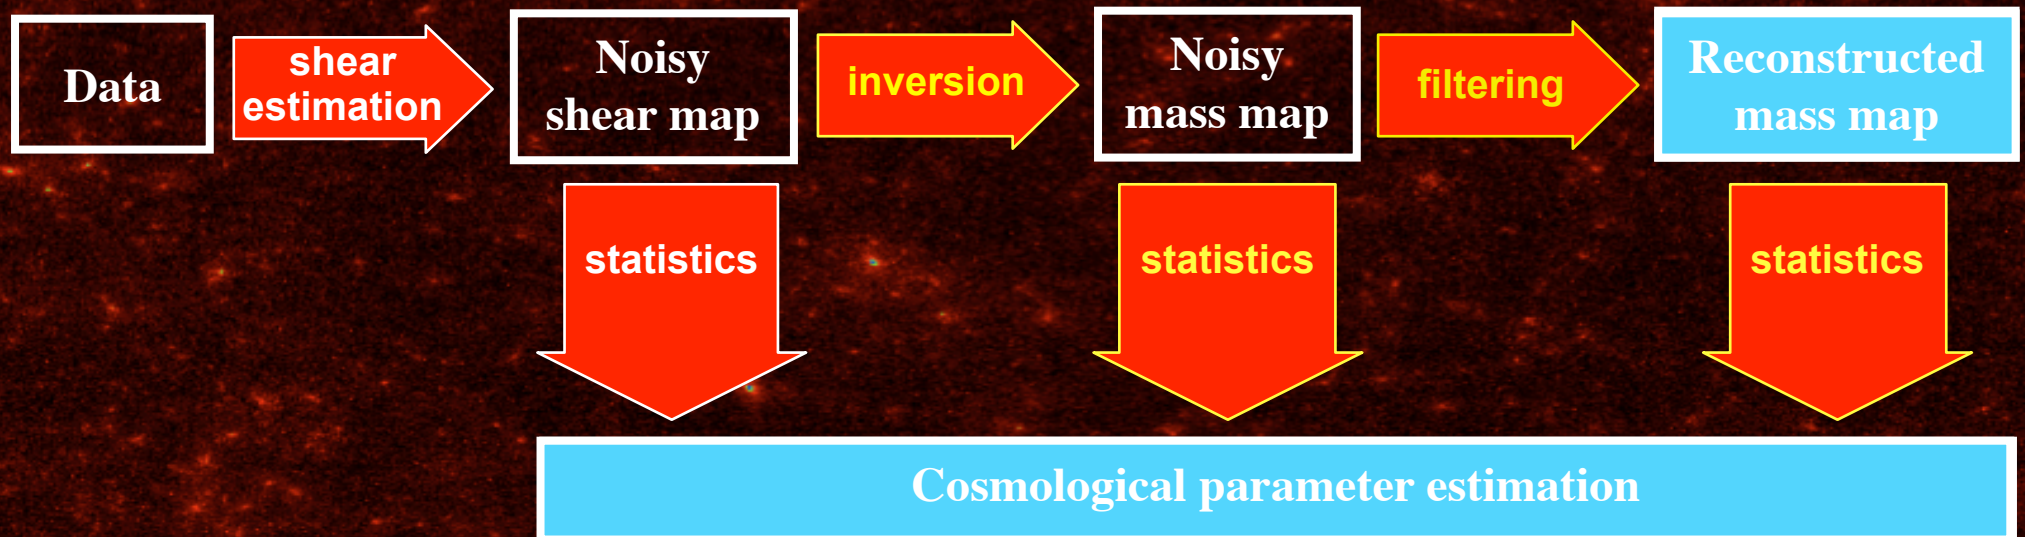 Data
shear
estimation
Noisy
shear map
inversion
Noisy
mass map
filtering
Reconstructed
mass map
statistics
statistics
statistics
Cosmological parameter estimation